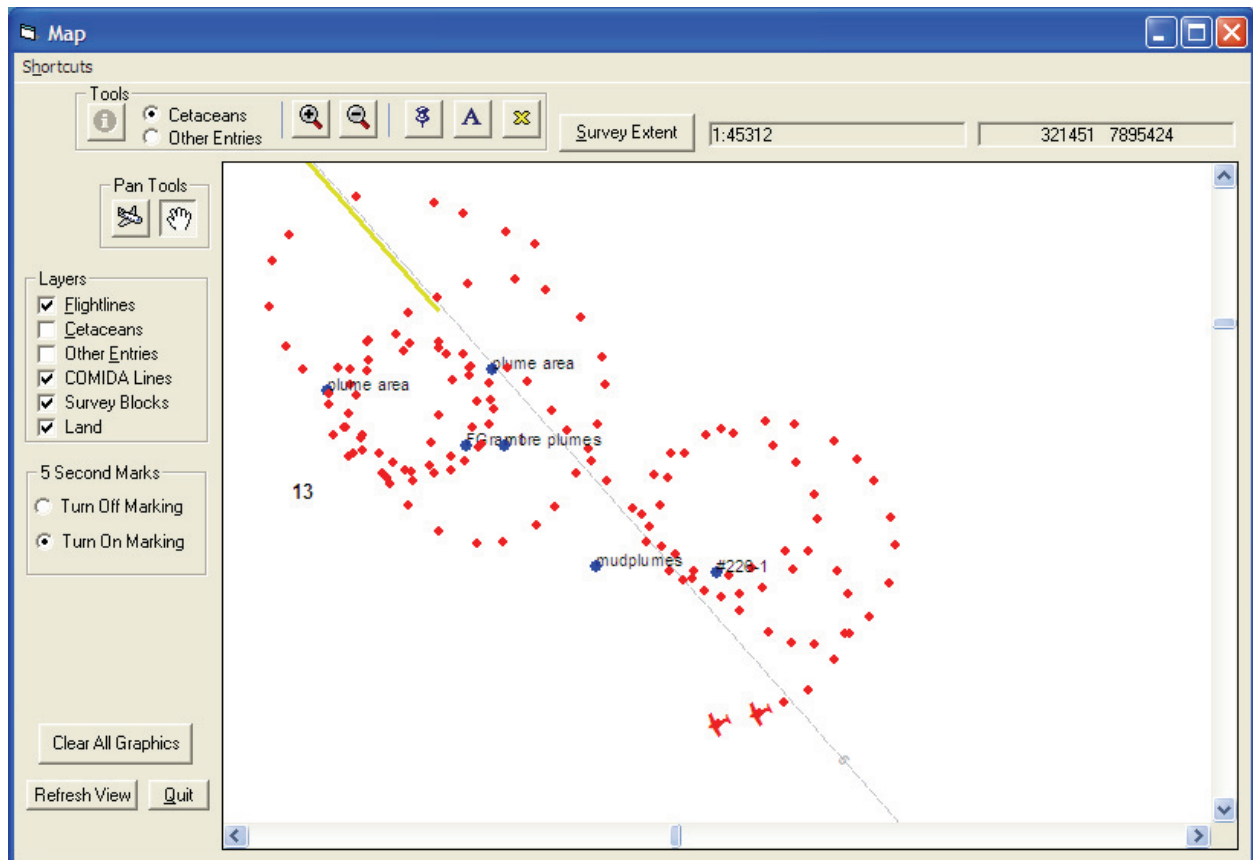 Map
Shortcuts
Tools
Cetaceans
Other Entries
A
Survey Extent
1:45312
321451 7895424
Pan Tools
Layers
Flightlines
Cetaceans
Other Entries
COMIDA Lines
Survey Blocks
Land
5 Second Marks
Turn Off Marking
Turn On Marking
Clear All Graphics
Refresh View
Quit
plume area
plume area
plumes
13
mudplumes
#220-1